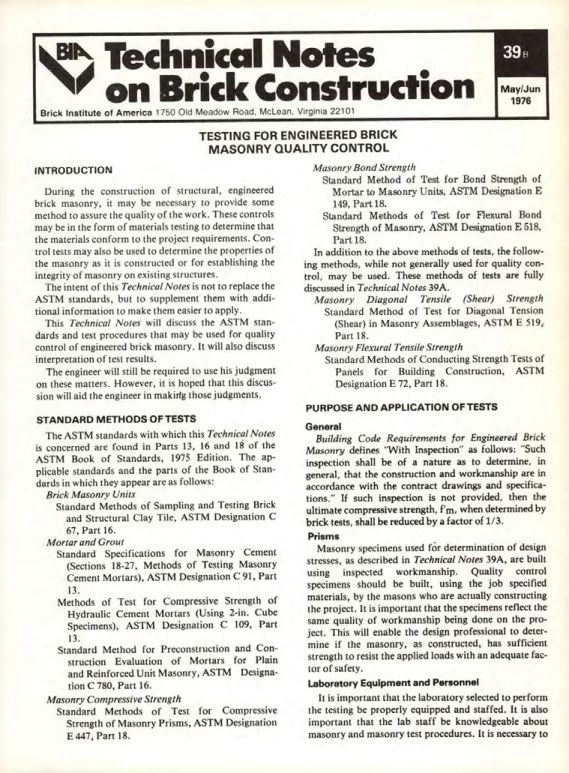 BIA
Technical Notes
on Brick Construction
Brick Institute of America 1750 Old Meadow Road, McLean, Virginia 22101
39B
May/Jun
1976
TESTING FOR ENGINEERED BRICK
MASONRY QUALITY CONTROL
INTRODUCTION
During the construction of structural, engineered
brick masonry, it may be necessary to provide some
method to assure the quality of the work. These controls
may be in the form of materials testing to determine that
the materials conform to the project requirements. Con-
trol tests may also be used to determine the properties of
the masonry as it is constructed or for establishing the
integrity of masonry on existing structures.
The intent of this Technical Notes is not to replace the
ASTM standards, but to supplement them with addi-
tional information to make them easier to apply.
This Technical Notes will discuss the ASTM stan-
dards and test procedures that may be used for quality
control of engineered brick masonry. It will also discuss
interpretation of test results.
The engineer will still be required to use his judgment
on these matters. However, it is hoped that this discus-
sion will aid the engineer in making those judgments.
STANDARD METHODS OF TESTS
The ASTM standards with which this Technical Notes
is concerned are found in Parts 13, 16 and 18 of the
ASTM Book of Standards, 1975 Edition. The ap-
plicable standards and the parts of the Book of Stan-
dards in which they appear are as follows:
Brick Masonry Units
Standard Methods of Sampling and Testing Brick
and Structural Clay Tile, ASTM Designation C
67, Part 16.
Mortar and Grout
Standard Specifications for Masonry Cement
(Sections 18-27, Methods of Testing Masonry
Cement Mortars), ASTM Designation C 91, Part
13.
Methods of Test for Compressive Strength of
Hydraulic Cement Mortars (Using 2-in. Cube
Specimens), ASTM Designation C 109, Part
13.
Standard Method for Preconstruction and Con-
struction Evaluation of Mortars for Plain
and Reinforced Unit Masonry, ASTM Designa-
tion C 780, Part 16.
Masonry Compressive Strength
Standard Methods of Test for Compressive
Strength of Masonry Prisms, ASTM Designation
E 447, Part 18.
Masonry Bond Strength
Standard Method of Test for Bond Strength of
Mortar to Masonry Units, ASTM Designation E
149, Part 18.
Standard Methods of Test for Flexural Bond
Strength of Masonry, ASTM Designation E 518,
Part 18.
In addition to the above methods of tests, the follow-
ing methods, while not generally used for quality con-
trol, may be used. These methods of tests are fully
discussed in Technical Notes 39A.
Masonry Diagonal Tensile (Shear) Strength
Standard Method of Test for Diagonal Tension
(Shear) in Masonry Assemblages, ASTM E 519,
Part 18.
Masonry Flexural Tensile Strength
Standard Methods of Conducting Strength Tests of
Panels for Building Construction, ASTM
Designation E 72, Part 18.
PURPOSE AND APPLICATION OF TESTS
General
Building Code Requirements for Engineered Brick
Masonry defines "With Inspection" as follows: "Such
inspection shall be of a nature as to determine, in
general, that the construction and workmanship are in
accordance with the contract drawings and specifica-
tions." If such inspection is not provided, then the
ultimate compressive strength, f'm, when determined by
brick tests, shall be reduced by a factor of 1/3.
Prisms
Masonry specimens used for determination of design
stresses, as described in Technical Notes 39A, are built
using inspected workmanship. Quality control
specimens should be built, using the job specified
materials, by the masons who are actually constructing
the project. It is important that the specimens reflect the
same quality of workmanship being done on the pro-
ject. This will enable the design professional to deter-
mine if the masonry, as constructed, has sufficient
strength to resist the applied loads with an adequate fac-
tor of safety.
Laboratory Equipment and Personnel
It is important that the laboratory selected to perform
the testing be properly equipped and staffed. It is also
important that the lab staff be knowledgeable about
masonry and masonry test procedures. It is necessary to